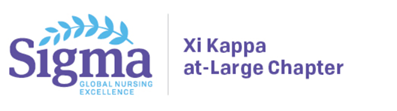 Sigma
GLOBAL NURSING
EXCELLENCE
Xi Kappa
at-Large Chapter